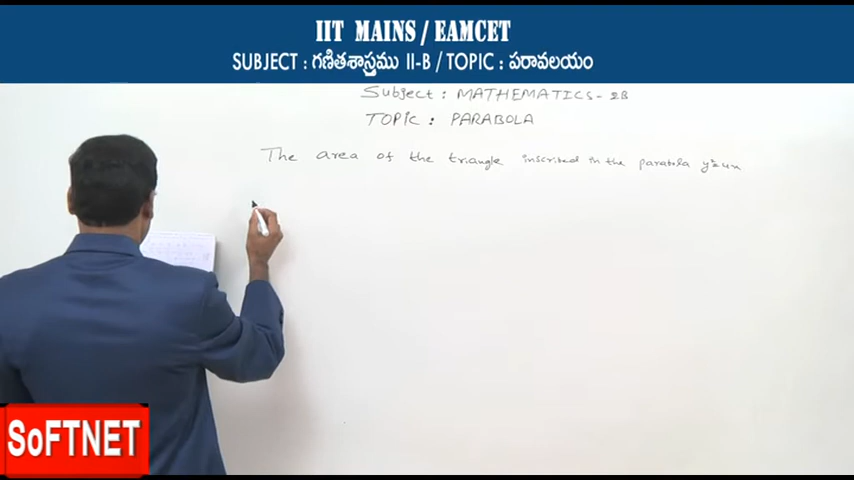 IIT MAINS / EAMCET
SUBJECT : గణితశాస్త్రము II-B / TOPIC : పరావలయం
Subject : MATHEMATICS - 2B
TOPIC : PARABOLA
The area of the triangle inscribed in the parabola y²=4x
SoFTNET